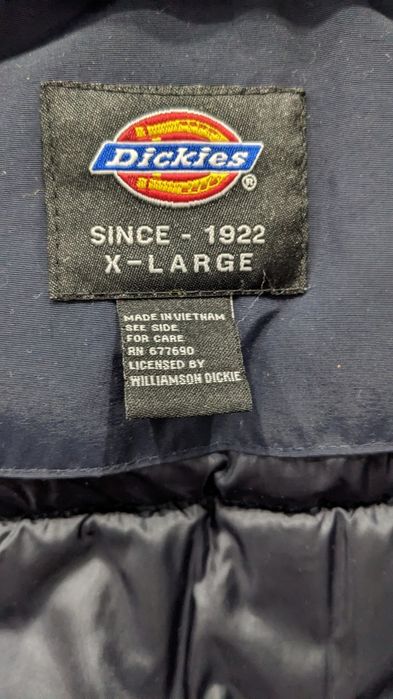 Dickies®
SINCE - 1922
X-LARGE
MADE IN VIETNAM
SEE SIDE
FOR CARE
RN 677690
LICENSED BY
WILLIAMSON DICKIE